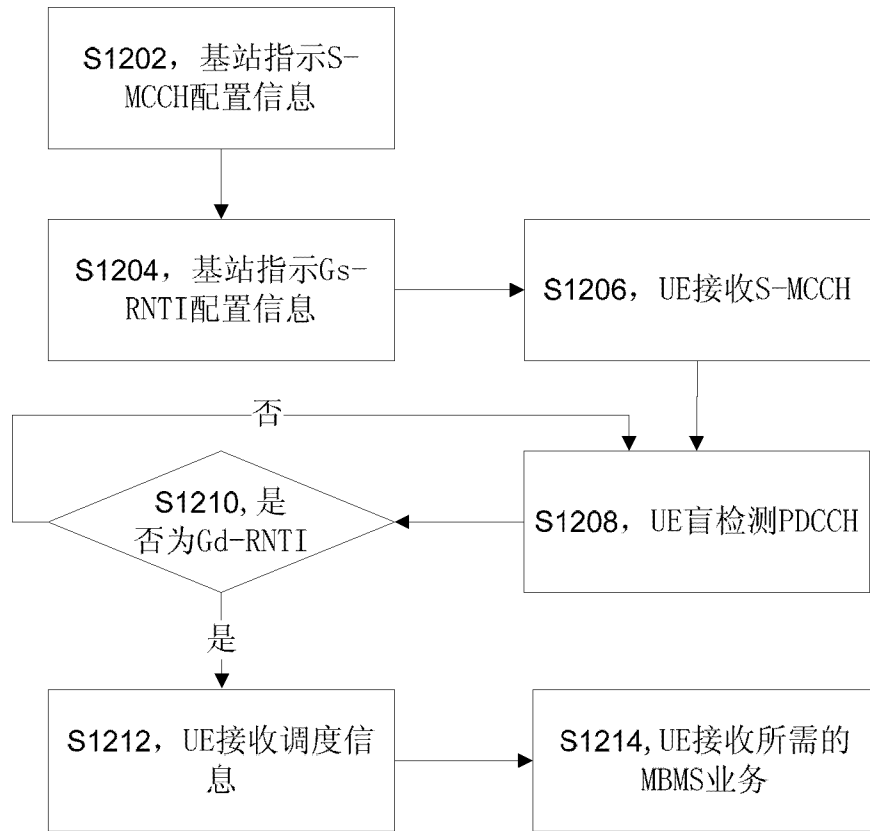 S1202，基站指示S-
MCCH配置信息
S1204，基站指示Gs-
RNTI配置信息
S1206，UE接收S-MCCH
否
S1210,是
否为Gd-RNTI
S1208，UE盲检测PDCCH
是
S1212，UE接收调度信
息
S1214,UE接收所需的
MBMS业务